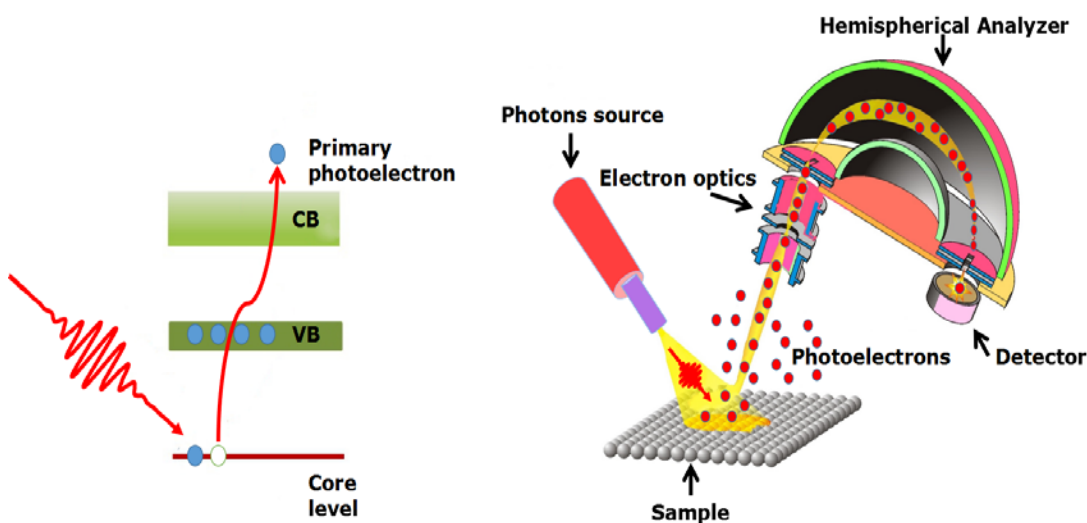 Primary
photoelectron
CB
VB
Core
level
Hemispherical Analyzer
Photons source
Electron optics
Photoelectrons
Detector
Sample